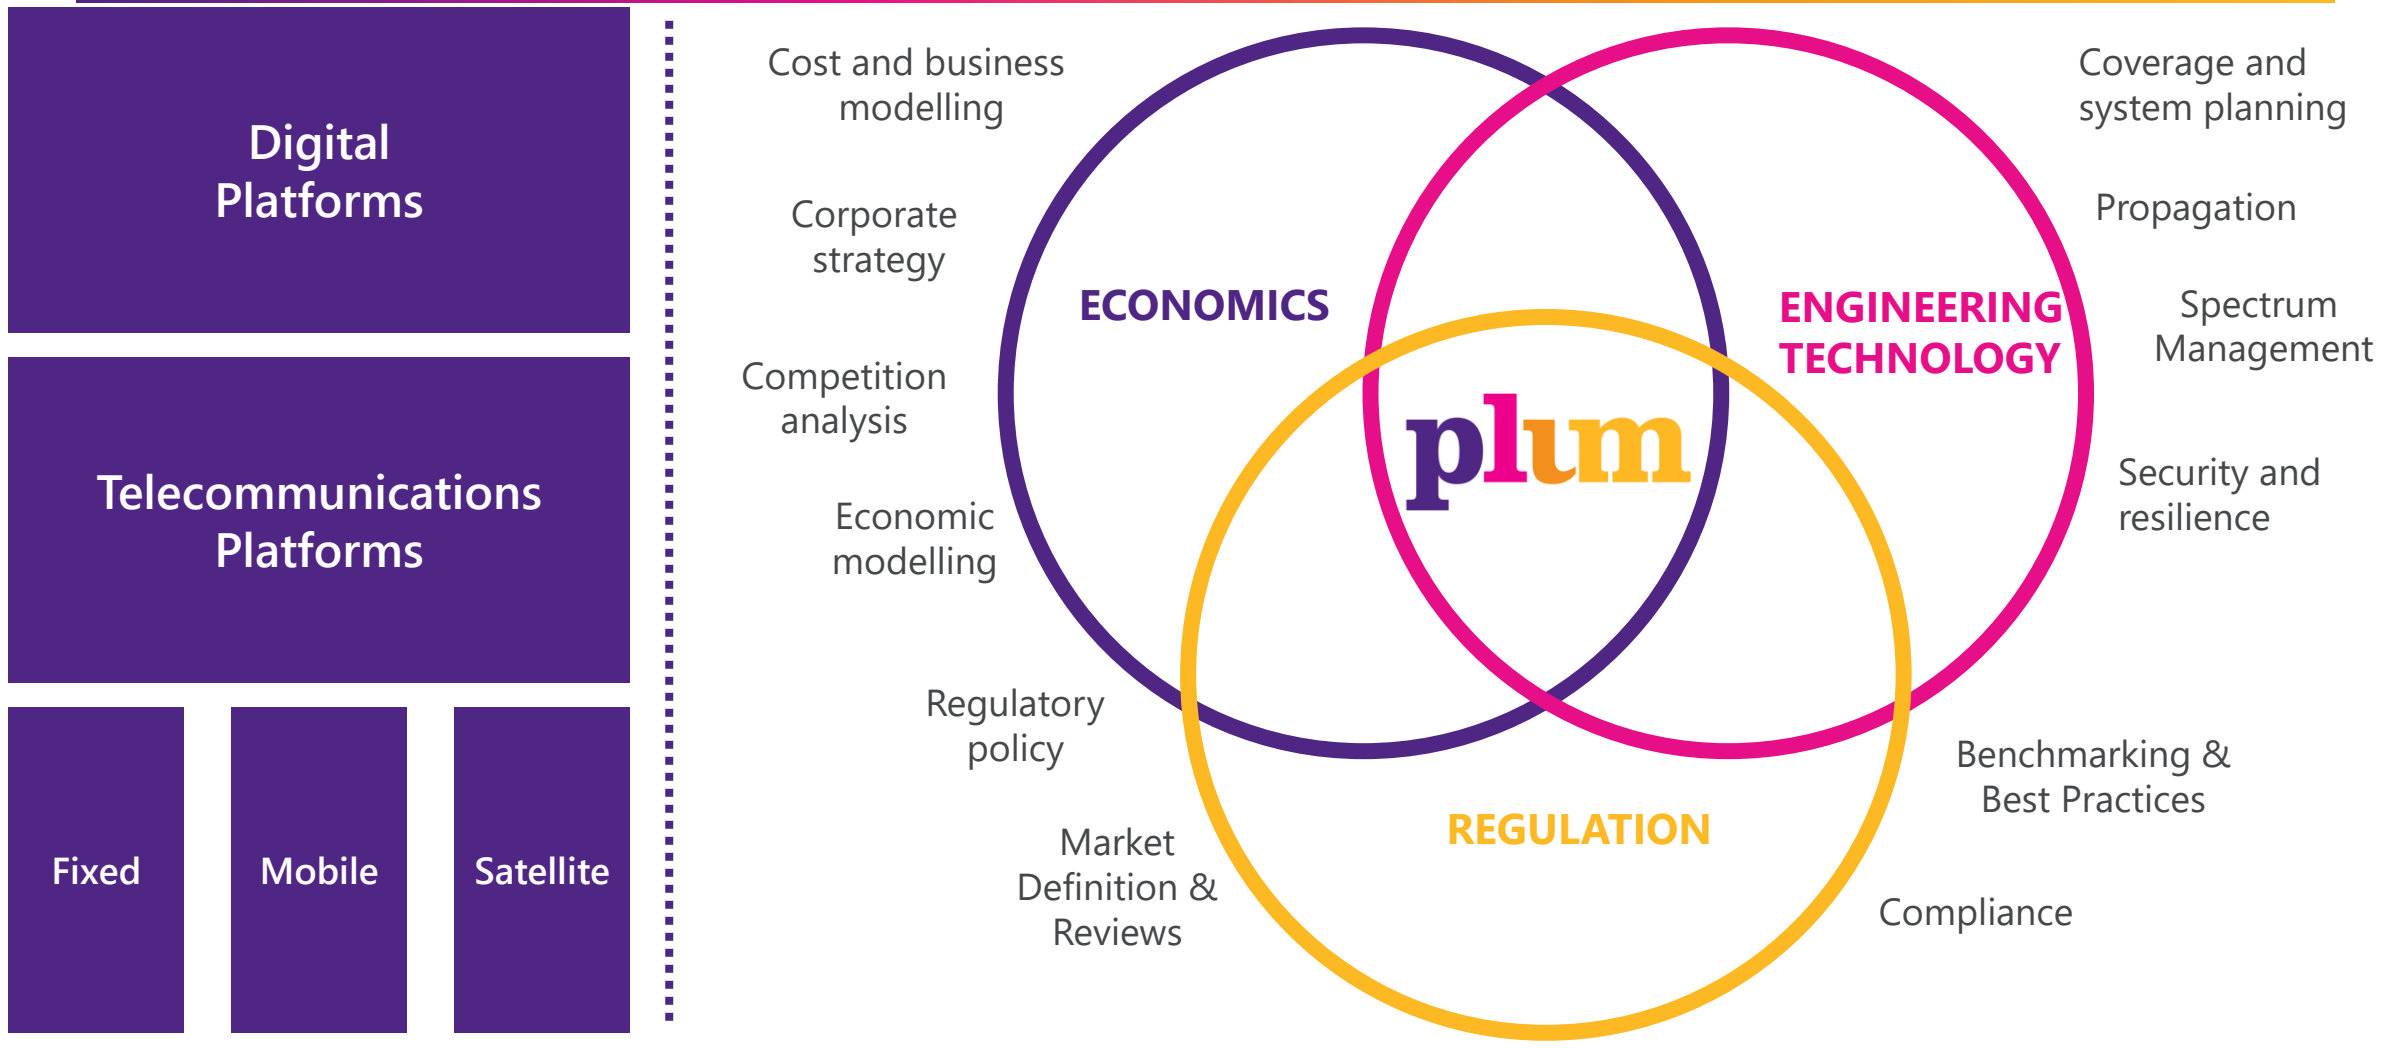 Digital
Platforms
Telecommunications
Platforms
Fixed
Mobile
Satellite
Cost and business
modelling
Corporate
strategy
Competition
analysis
Economic
modelling
Regulatory
policy
Market
Definition &
Reviews
ECONOMICS
ENGINEERING
TECHNOLOGY
plum
REGULATION
Coverage and
system planning
Propagation
Spectrum
Management
Security and
resilience
Benchmarking &
Best Practices
Compliance